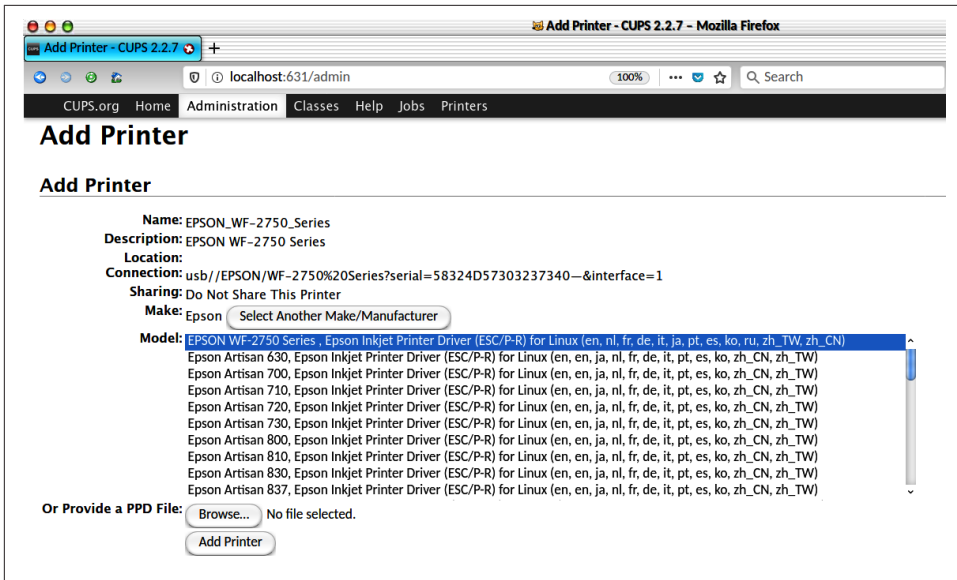 Add Printer - CUPS 2.2.7 - Mozilla Firefox
CUPS Add Printer - CUPS 2.2.7 +
localhost:631/admin 100% Search
CUPS.org Home Administration Classes Help Jobs Printers
Add Printer
Add Printer
Name: EPSON_WF-2750_Series
Description: EPSON WF-2750 Series
Location:
Connection: usb//EPSON/WF-2750%20Series?serial=58324D57303237340—&interface=1
Sharing: Do Not Share This Printer
Make: Epson Select Another Make/Manufacturer
Model: EPSON WF-2750 Series , Epson Inkjet Printer Driver (ESC/P-R) for Linux (en, nl, fr, de, it, ja, pt, es, ko, ru, zh_TW, zh_CN)
Epson Artisan 630, Epson Inkjet Printer Driver (ESC/P-R) for Linux (en, en, ja, nl, fr, de, it, pt, es, ko, zh_CN, zh_TW)
Epson Artisan 700, Epson Inkjet Printer Driver (ESC/P-R) for Linux (en, en, ja, nl, fr, de, it, pt, es, ko, zh_CN, zh_TW)
Epson Artisan 710, Epson Inkjet Printer Driver (ESC/P-R) for Linux (en, en, ja, nl, fr, de, it, pt, es, ko, zh_CN, zh_TW)
Epson Artisan 720, Epson Inkjet Printer Driver (ESC/P-R) for Linux (en, en, ja, nl, fr, de, it, pt, es, ko, zh_CN, zh_TW)
Epson Artisan 730, Epson Inkjet Printer Driver (ESC/P-R) for Linux (en, en, ja, nl, fr, de, it, pt, es, ko, zh_CN, zh_TW)
Epson Artisan 800, Epson Inkjet Printer Driver (ESC/P-R) for Linux (en, en, ja, nl, fr, de, it, pt, es, ko, zh_CN, zh_TW)
Epson Artisan 810, Epson Inkjet Printer Driver (ESC/P-R) for Linux (en, en, ja, nl, fr, de, it, pt, es, ko, zh_CN, zh_TW)
Epson Artisan 830, Epson Inkjet Printer Driver (ESC/P-R) for Linux (en, en, ja, nl, fr, de, it, pt, es, ko, zh_CN, zh_TW)
Epson Artisan 837, Epson Inkjet Printer Driver (ESC/P-R) for Linux (en, en, ja, nl, fr, de, it, pt, es, ko, zh_CN, zh_TW)
Or Provide a PPD File: Browse... No file selected.
Add Printer